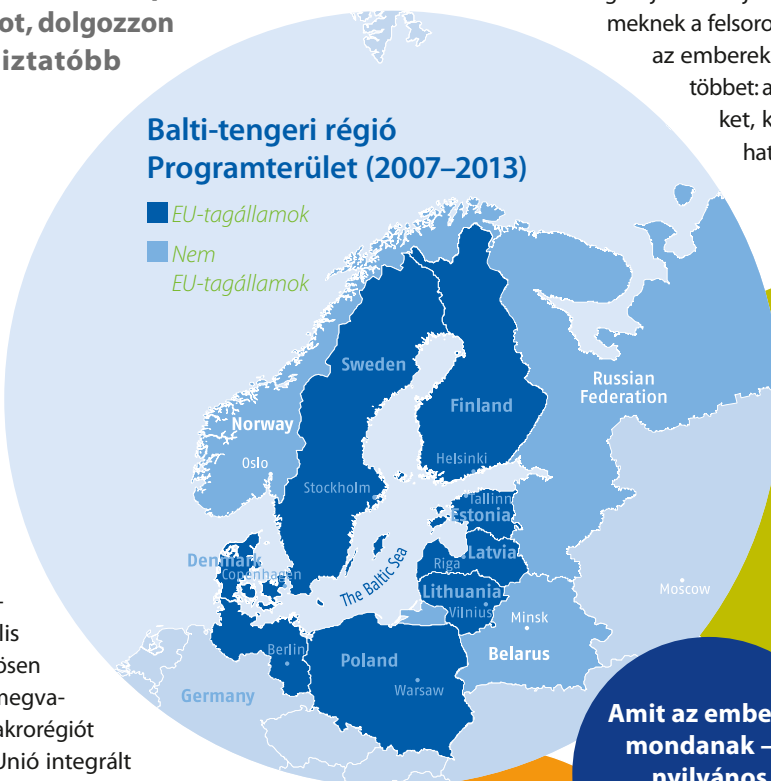 ot, dolgozzon
iztatóbb
meknek a felsoro
az emberek
többet: a
ket, k
hat
Balti-tengeri régió
Programterület (2007–2013)
EU-tagállamok
Nem
EU-tagállamok
Sweden
Finland
Russian
Federation
Norway
Oslo
Helsinki
Stockholm
Tallinn
Estonia
Denmark
Copenhagen
The Baltic Sea
Riga
Latvia
Lithuania
Vilnius
Moscow
Minsk
Belarus
Berlin
Poland
Germany
Warsaw
-
lis
ösen
megva-
akrorégiót
Unió integrált
Amit az embe
mondanak –
nyilvános